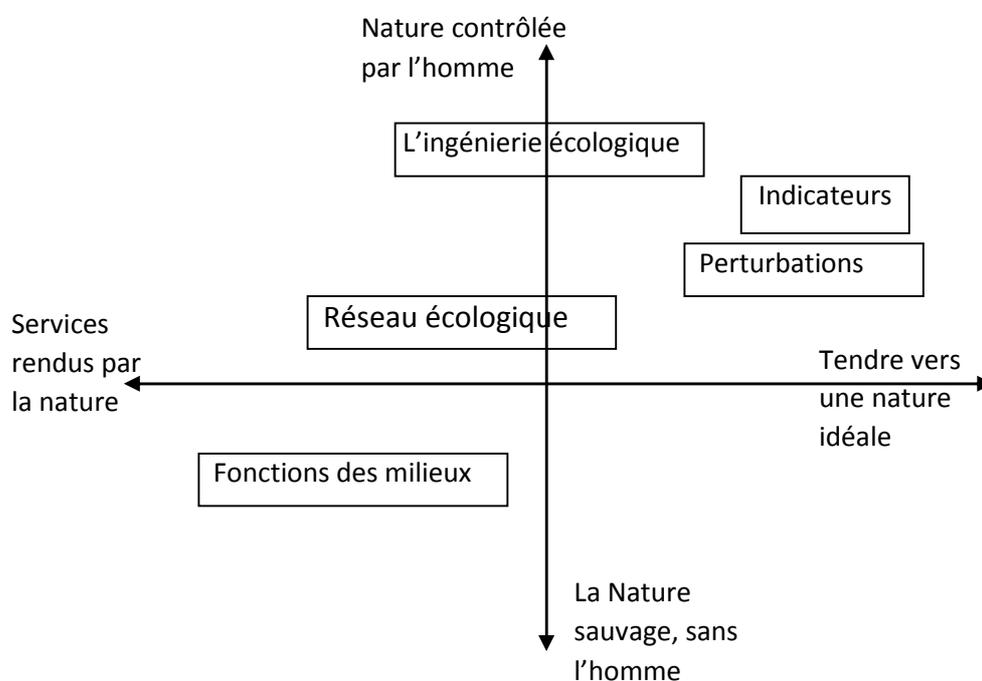 Nature contrôlée
par l’homme
L’ingénierie écologique
Indicateurs
Perturbations
Réseau écologique
Services
rendus par
la nature
Tendre vers
une nature
idéale
Fonctions des milieux
La Nature
sauvage, sans
l’homme